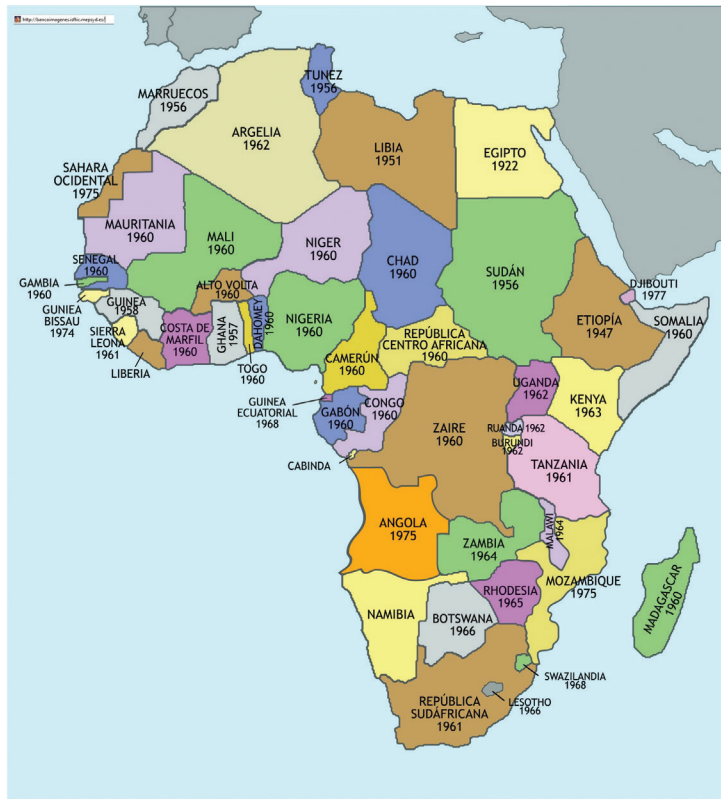 http://bancoimagenes.isftic.mepsyd.es/
TUNEZ
1956
MARRUECOS
1956
ARGELIA
1962
LIBIA
1951
EGIPTO
1922
SAHARA
OCIDENTAL
1975
MAURITANIA
1960
MALI
1960
NIGER
1960
CHAD
1960
SUDÁN
1956
SENEGAL
1960
GAMBIA
1960
GUNIEA
BISSAU
1974
GUINEA
1958
SIERRA
LEONA
1961
LIBERIA
COSTA DE
MARFIL
1960
ALTO VOLTA
1960
GHANA
1957
TOGO
1960
DAHOMEY
1960
NIGERIA
1960
CAMERÚN
1960
REPÚBLICA
CENTRO AFRICANA
1960
DJIBOUTI
1977
ETIOPÍA
1947
SOMALIA
1960
GUINEA
ECUATORIAL
1968
GABÓN
1960
CONGO
1960
ZAIRE
1960
UGANDA
1962
KENYA
1963
RUANDA 1962
BURUNDI
1962
TANZANIA
1961
CABINDA
ANGOLA
1975
ZAMBIA
1964
MALAWI
1964
MOZAMBIQUE
1975
RHODESIA
1965
MADAGASCAR
1960
NAMIBIA
BOTSWANA
1966
SWAZILANDIA
1968
LESOTHO
1966
REPÚBLICA
SUDÁFRICANA
1961